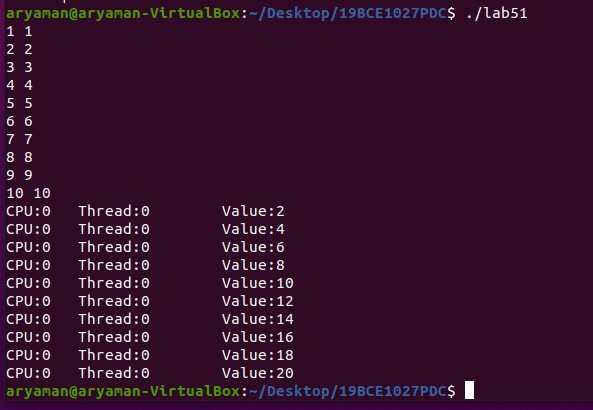 aryaman@aryaman-VirtualBox:~/Desktop/19BCE1027PDC$ ./lab51
1 1
2 2
3 3
4 4
5 5
6 6
7 7
8 8
9 9
10 10
CPU:0   Thread:0        Value:2
CPU:0   Thread:0        Value:4
CPU:0   Thread:0        Value:6
CPU:0   Thread:0        Value:8
CPU:0   Thread:0        Value:10
CPU:0   Thread:0        Value:12
CPU:0   Thread:0        Value:14
CPU:0   Thread:0        Value:16
CPU:0   Thread:0        Value:18
CPU:0   Thread:0        Value:20
aryaman@aryaman-VirtualBox:~/Desktop/19BCE1027PDC$